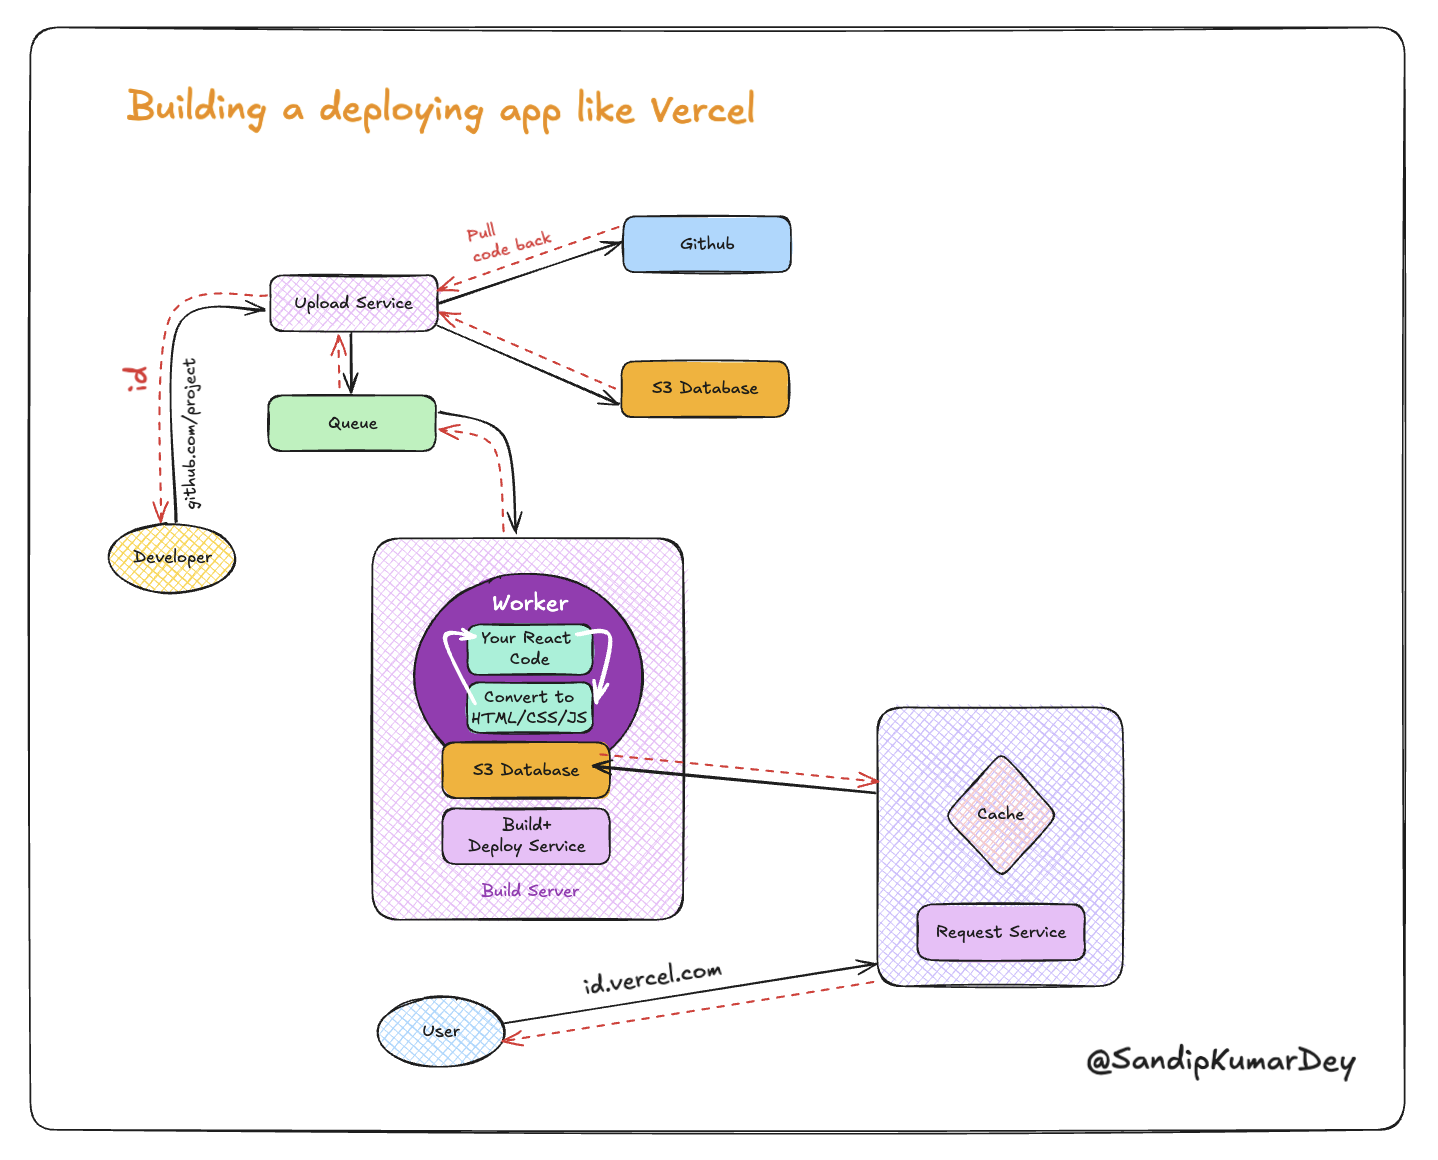 Building a deploying app like Vercel
Pull
code back
Github
Upload Service
id
github.com/project
S3 Database
Queue
Developer
Worker
Your React
Code
Convert to
HTML/CSS/JS
S3 Database
Build+
Deploy Service
Build Server
Cache
Request Service
id.vercel.com
User
@SandipKumarDey